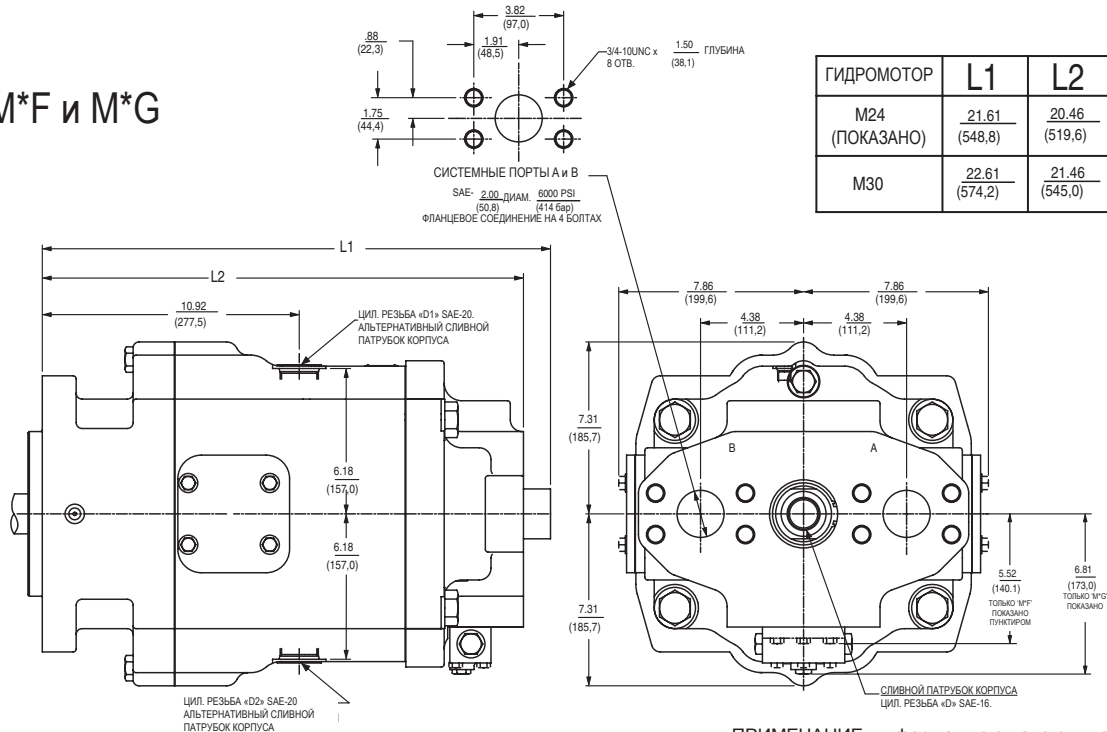 М*F и M*G
3.82
(97,0)
.88
(22,3)
1.91
(48,5)
3/4-10UNC x 1.50 ГЛУБИНА
8 ОТВ. (38,1)
1.75
(44,4)
СИСТЕМНЫЕ ПОРТЫ А и В
SAE- 2.00 ДИАМ. 6000 PSI
(50,8) (414 бар)
ФЛАНЦЕВОЕ СОЕДИНЕНИЕ НА 4 БОЛТАХ
ГИДРОМОТОР L1 L2
M24 21.61 20.46
(ПОКАЗАНО) (548,8) (519,6)
M30 22.61 21.46
(574,2) (545,0)
L1
L2
10.92
(277,5)
ЦИЛ. РЕЗЬБА «D1» SAE-20.
АЛЬТЕРНАТИВНЫЙ СЛИВНОЙ
ПАТРУБОК КОРПУСА
6.18
(157,0)
6.18
(157,0)
ЦИЛ. РЕЗЬБА «D2» SAE-20
АЛЬТЕРНАТИВНЫЙ СЛИВНОЙ
ПАТРУБОК КОРПУСА
7.86
(199,6)
7.86
(199,6)
4.38
(111,2)
4.38
(111,2)
7.31
(185,7)
B
A
7.31
(185,7)
5.52
(140.1)
ТОЛЬКО 'M*F'
ПОКАЗАНО
ПУНКТИРОМ
6.81
(173,0)
ТОЛЬКО 'M*G'
ПОКАЗАНО
СЛИВНОЙ ПАТРУБОК КОРПУСА
ЦИЛ. РЕЗЬБА «D» SAE-16.